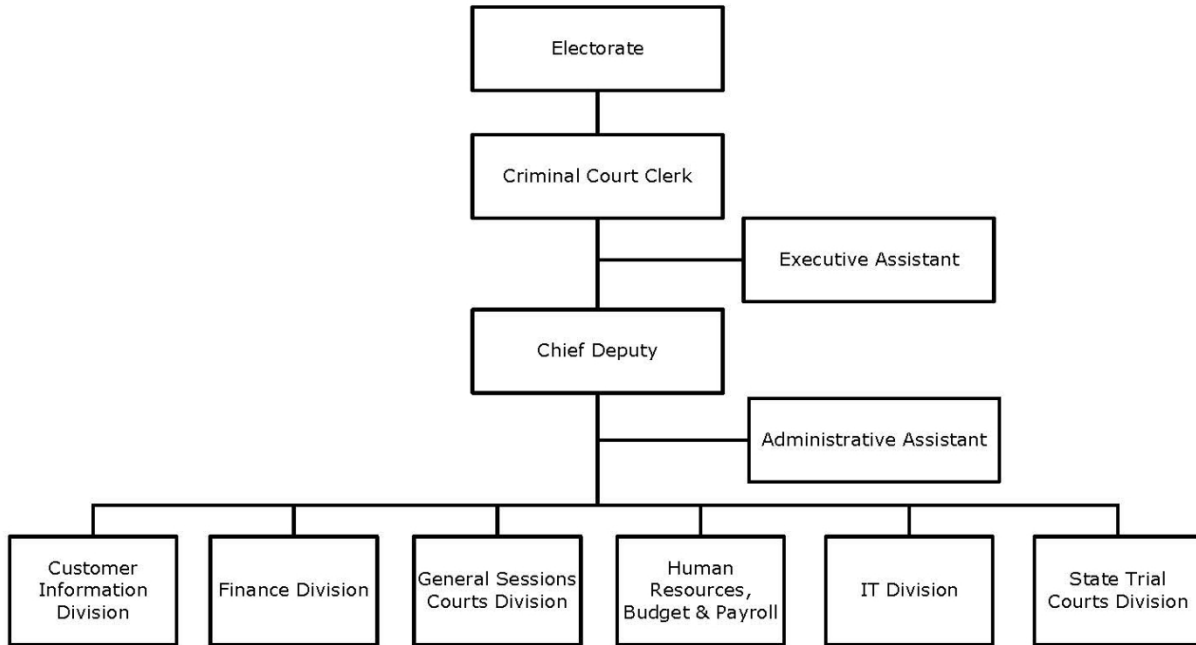 Electorate
Criminal Court Clerk
Executive Assistant
Chief Deputy
Administrative Assistant
Customer
Information
Division
Finance Division
General Sessions
Courts Division
Human
Resources,
Budget & Payroll
IT Division
State Trial
Courts Division